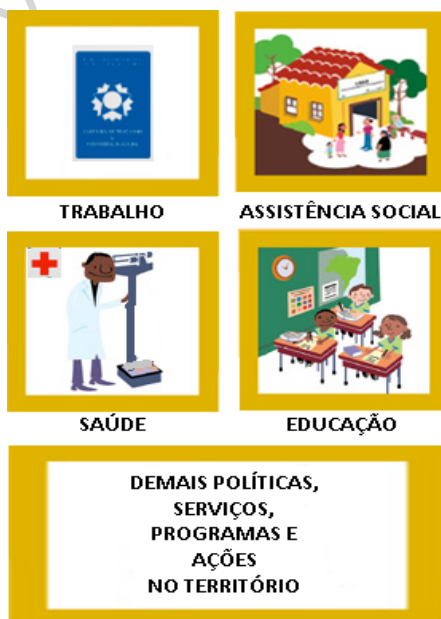 TRABALHO
ASSISTÊNCIA SOCIAL
SAÚDE
EDUCAÇÃO
DEMAIS POLÍTICAS,
SERVIÇOS,
PROGRAMAS E
AÇÕES
NO TERRITÓRIO